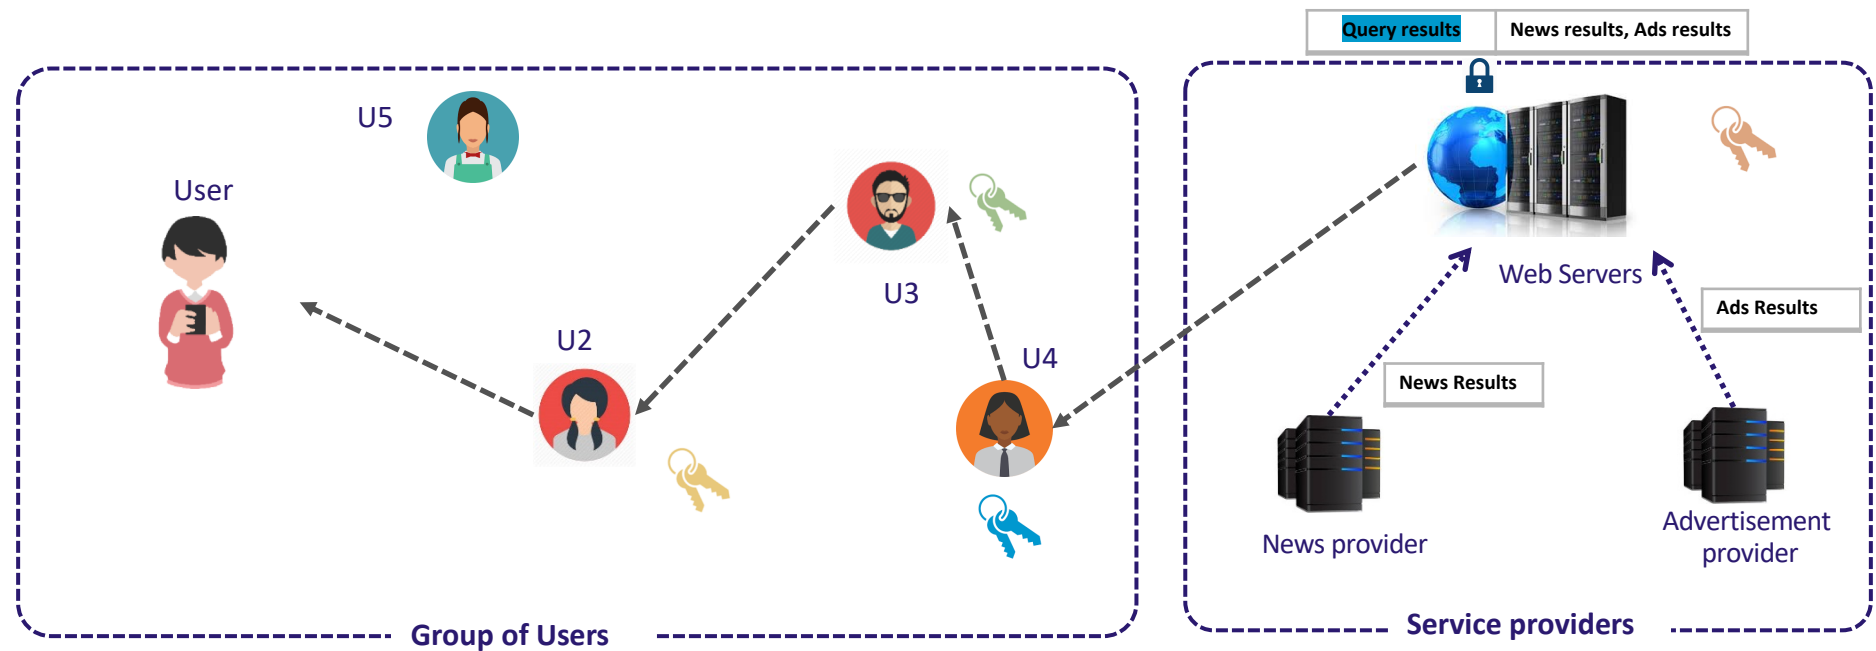 Query results
News results, Ads results
U5
User
U3
U2
U4
Web Servers
Ads Results
News Results
News provider
Advertisement
provider
Group of Users
Service providers